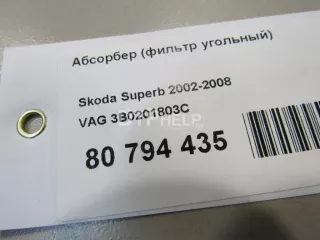 Абсорбер (фильтр угольный)
Skoda Superb 2002-2008
VAG 3B0201803C
80 794 435